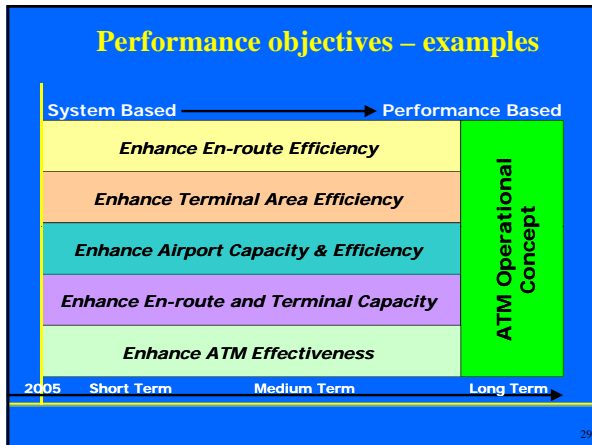 Performance objectives – examples
System Based Performance Based
Enhance En-route Efficiency
Enhance Terminal Area Efficiency
Enhance Airport Capacity & Efficiency
Enhance En-route and Terminal Capacity
Enhance ATM Effectiveness
ATM Operational
Concept
2005 Short Term Medium Term Long Term
29